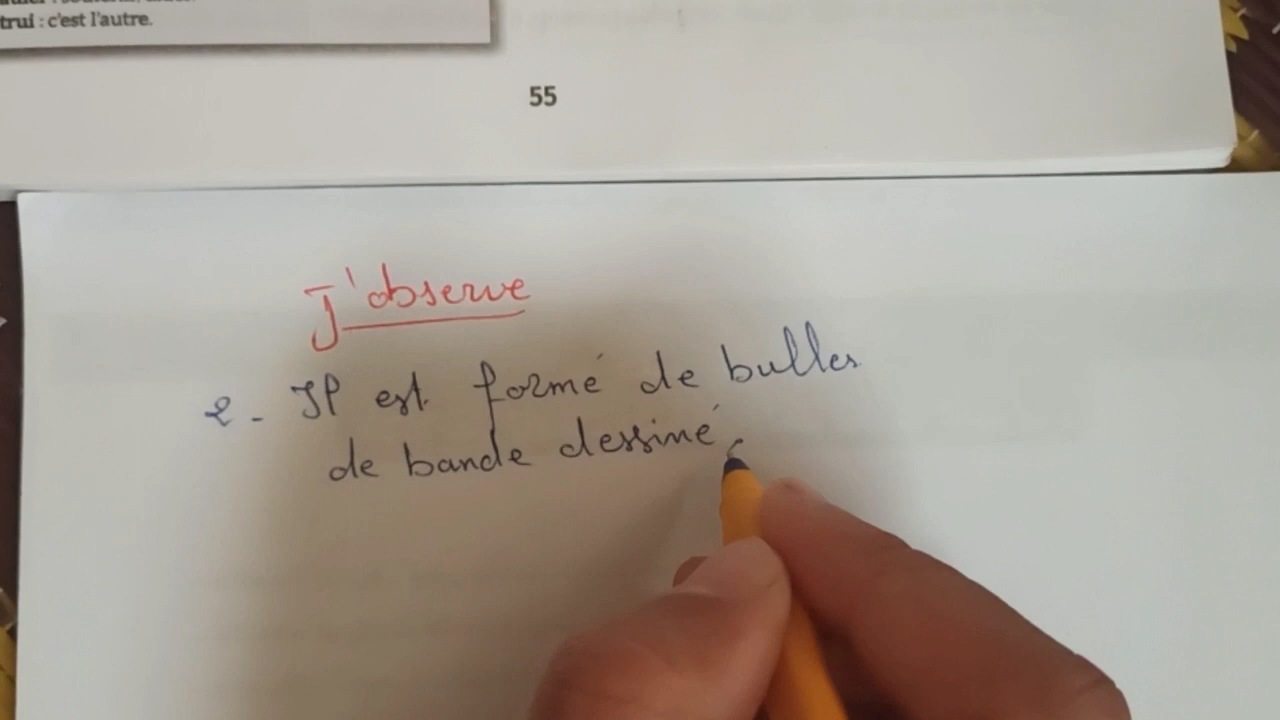 trui : c'est l'autre.
55
J'observe
2- Il est formé de bulles
de bande dessiné